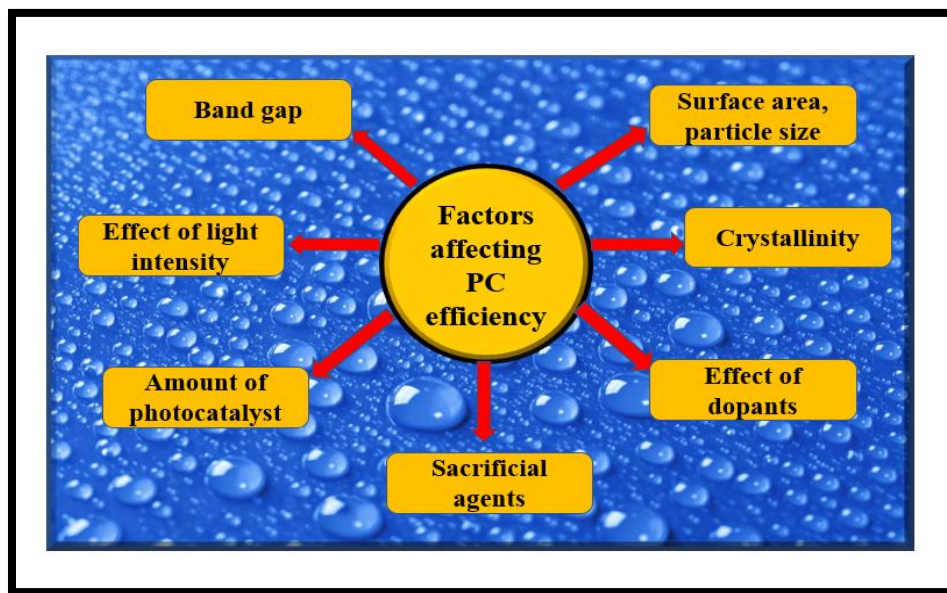 Band gap
Surface area,
particle size
Factors
affecting
PC
efficiency
Effect of light
intensity
Crystallinity
Amount of
photocatalyst
Effect of
dopants
Sacrificial
agents